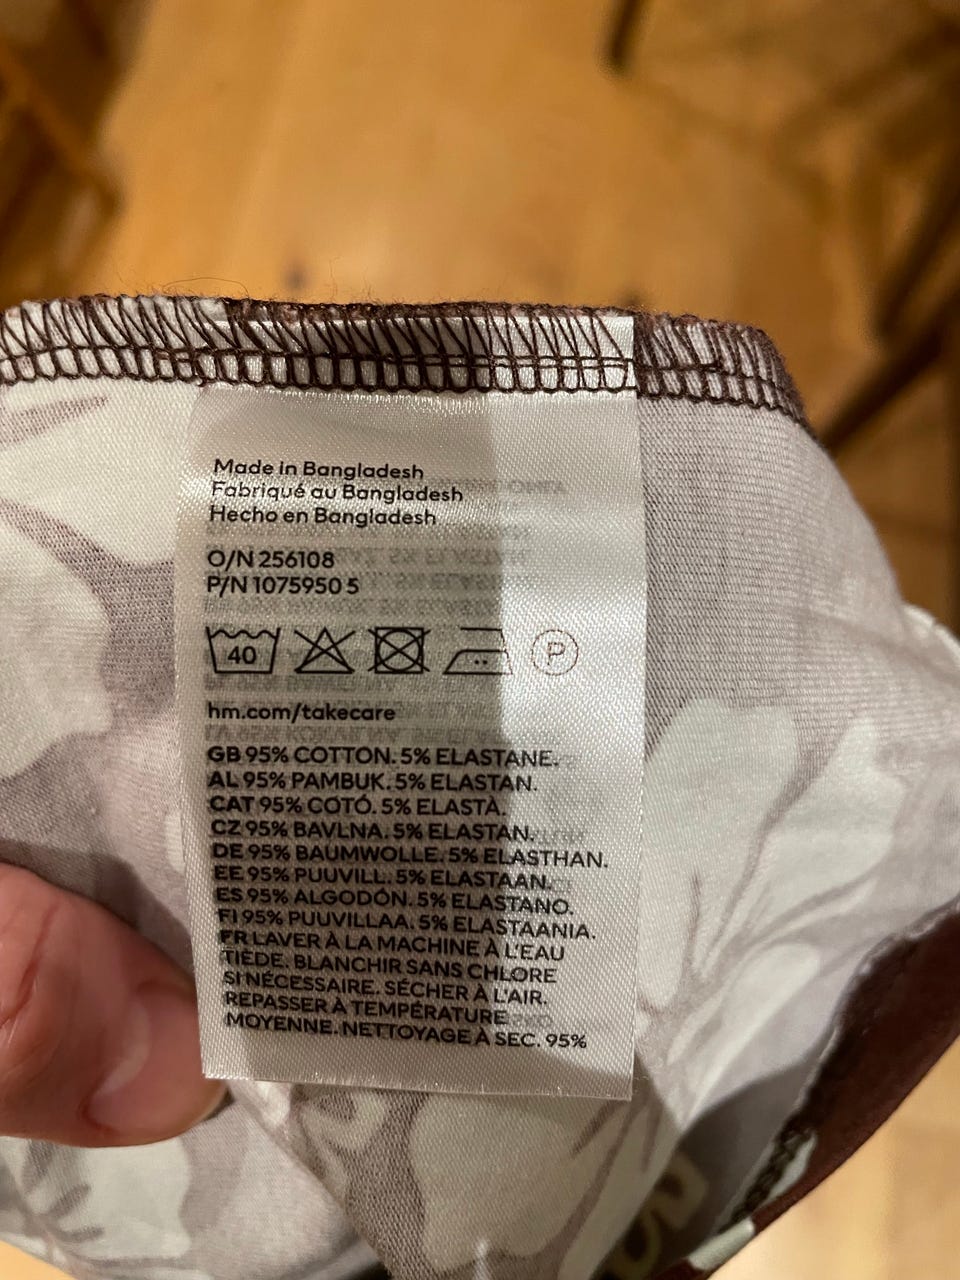 Made in Bangladesh
Fabriqué au Bangladesh
Hecho en Bangladesh
O/N 256108
P/N 1075950 5
40 P
hm.com/takecare
GB 95% COTTON. 5% ELASTANE.
AL 95% PAMBUK. 5% ELASTAN.
CAT 95% COTÓ. 5% ELASTÀ.
CZ 95% BAVLNA. 5% ELASTAN.
DE 95% BAUMWOLLE. 5% ELASTHAN.
EE 95% PUUVILL. 5% ELASTAAN.
ES 95% ALGODÓN. 5% ELASTANO.
FI 95% PUUVILLAA. 5% ELASTAANIA.
FR LAVER À LA MACHINE À L'EAU
TIÈDE. BLANCHIR SANS CHLORE
SI NÉCESSAIRE. SÉCHER À L'AIR.
REPASSER À TEMPÉRATURE
MOYENNE. NETTOYAGE À SEC. 95%